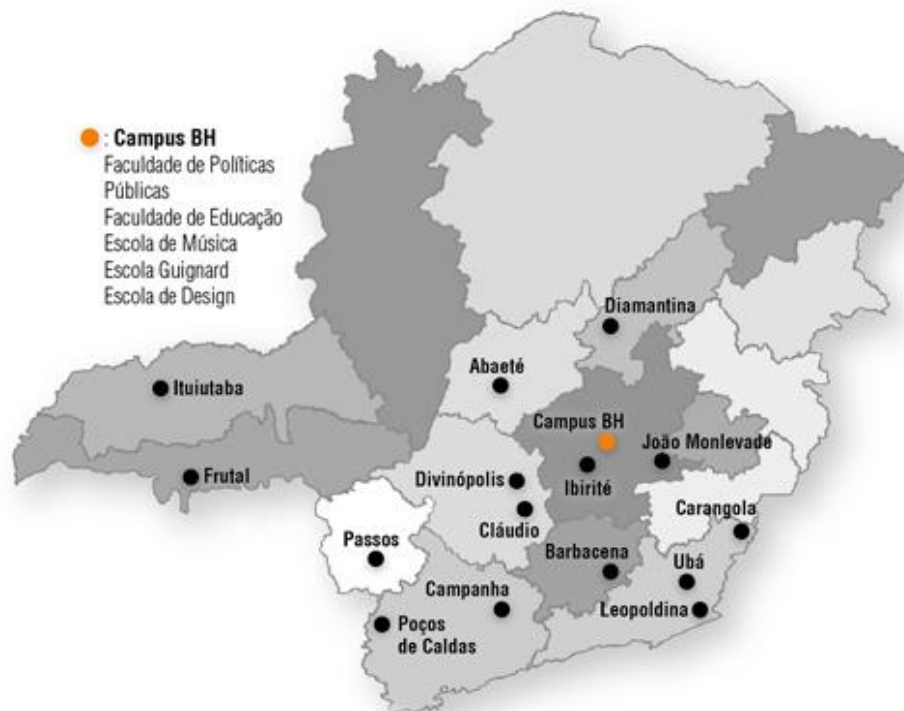 : Campus BH
Faculdade de Políticas
Públicas
Faculdade de Educação
Escola de Música
Escola Guignard
Escola de Design
Diamantina
Abaeté
Ituiutaba
Campus BH
João Monlevade
Frutal
Divinópolis
Ibirité
Cláudio
Carangola
Passos
Barbacena
Ubá
Campanha
Leopoldina
Poços
de Caldas